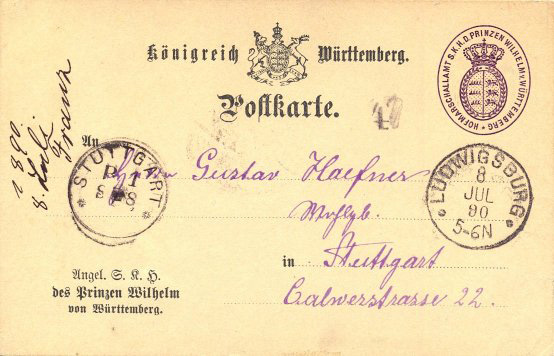 Königreich Württemberg.
Postkarte.
HOFMARSCHALLAMT S.K.H.D. PRINZEN WILHELM V. WÜRTTEMBERG
1890
8. Juli
Franz
An
Herrn Gustav Haefner
in Stuttgart
Calwerstrasse 22.
STUTTGART
LUDWIGSBURG
8
JUL
90
5-6N
Angel. S. K. H.
des Prinzen Wilhelm
von Württemberg.